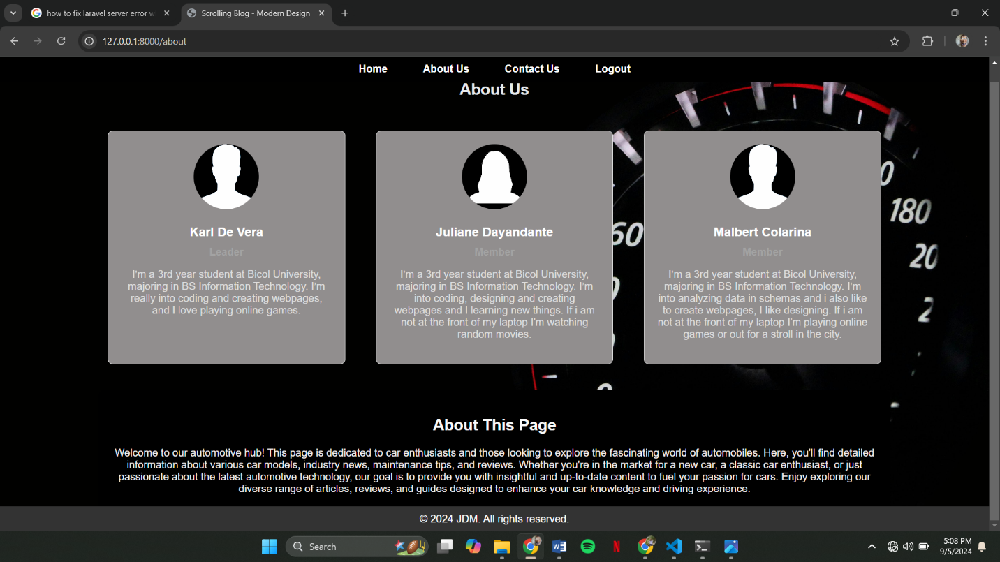 how to fix laravel server error w
Scrolling Blog - Modern Design
127.0.0.1:8000/about
Home About Us Contact Us Logout
About Us
180
60
20
Karl De Vera
Leader
I'm a 3rd year student at Bicol University,
majoring in BS Information Technology. I'm
really into coding and creating webpages,
and I love playing online games.
Juliane Dayandante
Member
I'm a 3rd year student at Bicol University,
majoring in BS Information Technology. I'm
into coding, designing and creating
webpages and I learning new things. If i am
not at the front of my laptop I'm watching
random movies.
Malbert Colarina
Member
I'm a 3rd year student at Bicol University,
majoring in BS Information Technology. I'm
into analyzing data in schemas and i also like
to create webpages, I like designing. If i am
not at the front of my laptop I'm playing online
games or out for a stroll in the city.
About This Page
Welcome to our automotive hub! This page is dedicated to car enthusiasts and those looking to explore the fascinating world of automobiles. Here, you'll find detailed
information about various car models, industry news, maintenance tips, and reviews. Whether you're in the market for a new car, a classic car enthusiast, or just
passionate about the latest automotive technology, our goal is to provide you with insightful and up-to-date content to fuel your passion for cars. Enjoy exploring our
diverse range of articles, reviews, and guides designed to enhance your car knowledge and driving experience.
© 2024 JDM. All rights reserved.
Search
5:08 PM
9/5/2024